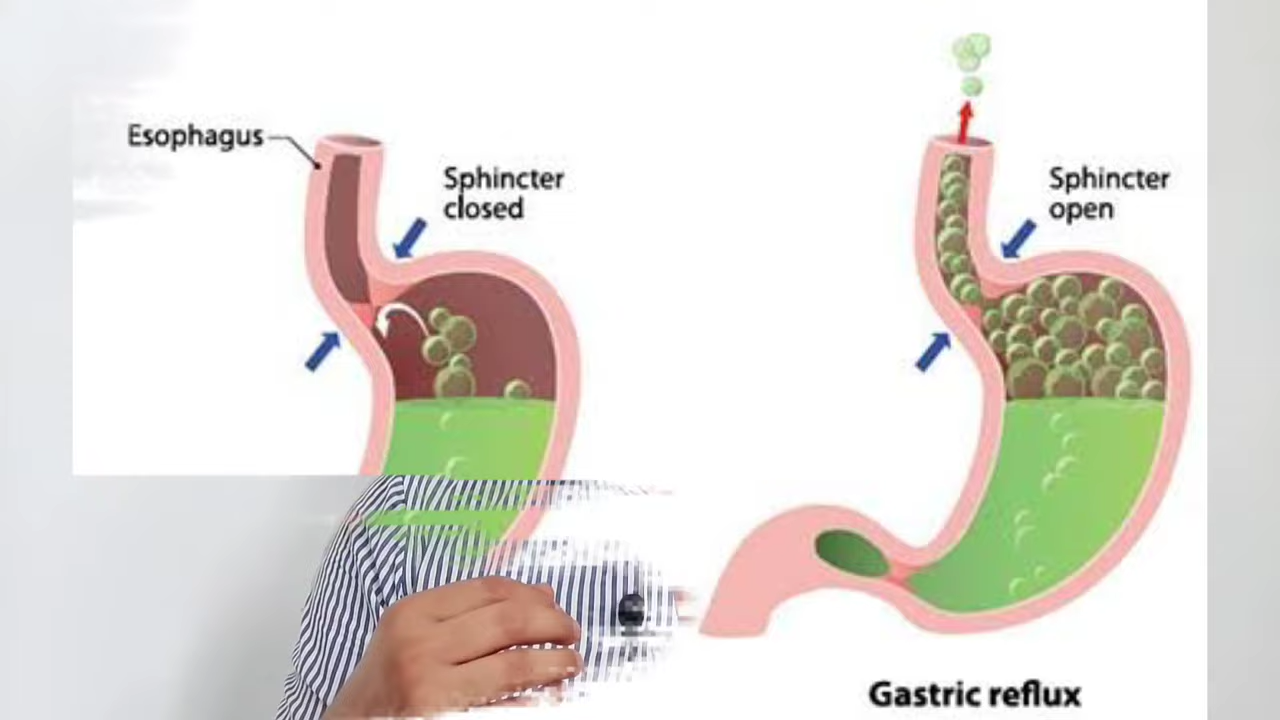 Esophagus
Sphincter
closed
Sphincter
open
Gastric reflux